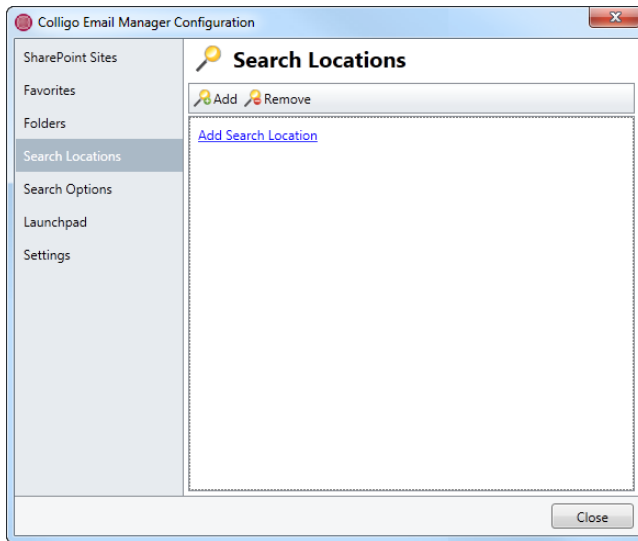 Colligo Email Manager Configuration
SharePoint Sites
Favorites
Folders
Search Locations
Search Options
Launchpad
Settings
Search Locations
Add Remove
Add Search Location
Close